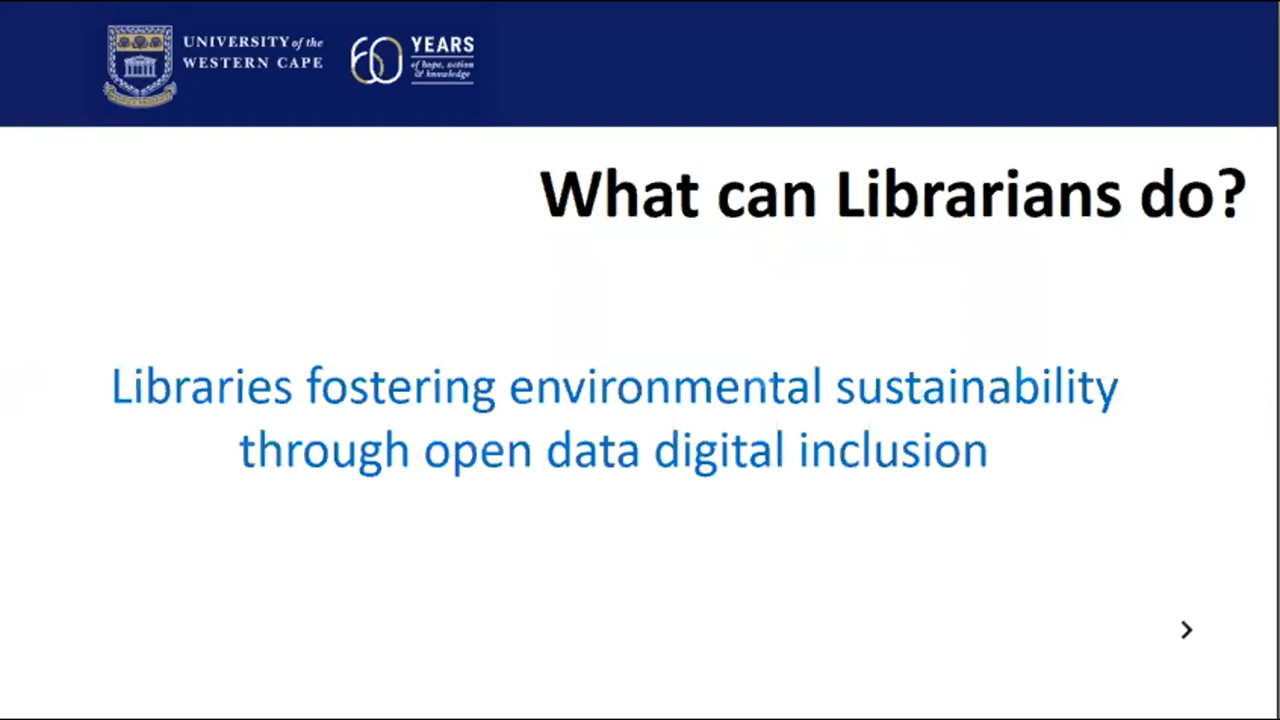 UNIVERSITY of the
WESTERN CAPE
60 YEARS
of hope, action
& knowledge
What can Librarians do?
Libraries fostering environmental sustainability
through open data digital inclusion